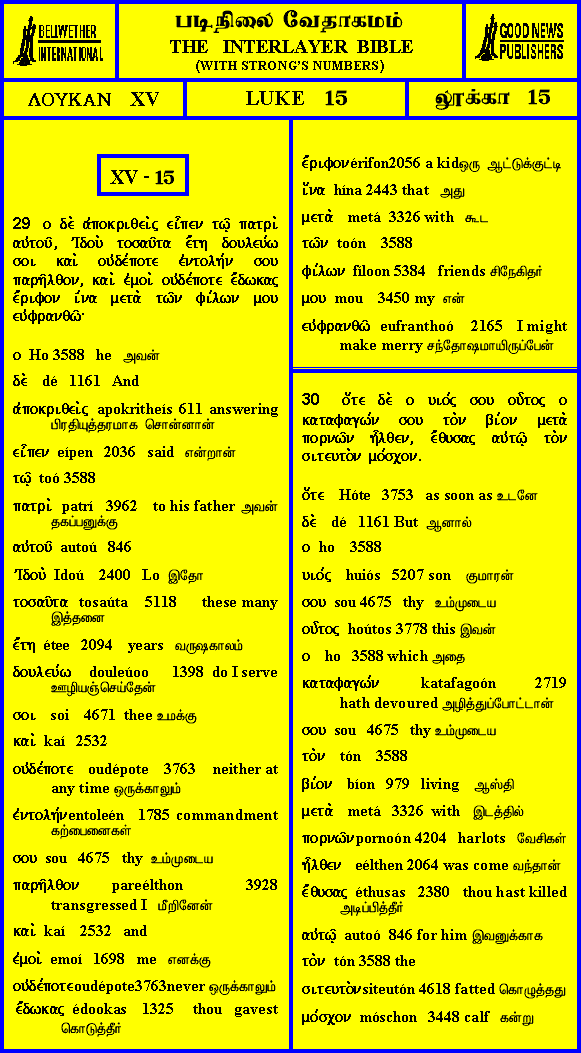 BELLWETHER
INTERNATIONAL
படிநிலை வேதாகமம்
THE INTERLAYER BIBLE
(WITH STRONG'S NUMBERS)
GOOD NEWS
PUBLISHERS
ΛΟΥΚΑΝ XV
LUKE 15
லூக்கா 15
XV - 15
29 ο δὲ ἀποκριθεὶς εἶπεν τῷ πατρὶ
αὐτοῦ, Ἰδοὺ τοσαῦτα ἔτη δουλεύω
σοι καὶ οὐδέποτε ἐντολήν σου
παρῆλθον, καὶ ἐμοὶ οὐδέποτε ἔδωκας
ἔριφον ἵνα μετὰ τῶν φίλων μου
εὐφρανθῶ·
ο Ho 3588 he அவன்
δὲ dé 1161 And
ἀποκριθεὶς apokritheís 611 answering
பிரதியுத்தரமாக சொன்னான்
εἶπεν eípen 2036 said என்றான்
τῷ toó 3588
πατρὶ patrí 3962 to his father அவன்
தகப்பனுக்கு
αὐτοῦ autoú 846
Ἰδοὺ Idoú 2400 Lo இதோ
τοσαῦτα tosaúta 5118 these many
இத்தனை
ἔτη étee 2094 years வருஷகாலம்
δουλεύω douleúoo 1398 do I serve
ஊழியஞ்செய்தேன்
σοι soi 4671 thee உமக்கு
καὶ kaí 2532
οὐδέποτε oudépote 3763 neither at
any time ஒருக்காலும்
ἐντολήν entoleén 1785 commandment
கற்பைனைகள்
σου sou 4675 thy உம்முடைய
παρῆλθον pareélthon 3928
transgressed I மீறினேன்
καὶ kaí 2532 and
ἐμοὶ emoí 1698 me எனக்கு
οὐδέποτε oudépote3763never ஒருக்காலும்
ἔδωκας édookas 1325 thou gavest
கொடுத்தீர்
ἔριφον érifon2056 a kid ஒரு ஆட்டுக்குட்டி
ἵνα hína 2443 that அது
μετὰ metá 3326 with கூட
τῶν toón 3588
φίλων filoon 5384 friends சிநேகிதர்
μου mou 3450 my என்
εὐφρανθῶ eufranthoó 2165 I might
make merry சந்தோஷமாயிருப்பேன்
30 ὅτε δὲ ο υιός σου οὗτος ο
καταφαγών σου τὸν βίον μετὰ
πορνῶν ἦλθεν, ἔθυσας αὐτῷ τὸν
σιτευτὸν μόσχον.
ὅτε Hóte 3753 as soon as உடனே
δὲ dé 1161 But ஆனால்
ο ho 3588
υιός huiós 5207 son குமாரன்
σου sou 4675 thy உம்முடைய
οὗτος hoútos 3778 this இவன்
ο ho 3588 which அதை
καταφαγών katafagoón 2719
hath devoured அழித்துப்போட்டான்
σου sou 4675 thy உம்முடைய
τὸν tón 3588
βίον bíon 979 living ஆஸ்தி
μετὰ metá 3326 with இடத்தில்
πορνῶν pornoón 4204 harlots வேசிகள்
ἦλθεν eélthen 2064 was come வந்தான்
ἔθυσας éthusas 2380 thou hast killed
அடிப்பித்தீர்
αὐτῷ autoó 846 for him இவனுக்காக
τὸν tón 3588 the
σιτευτὸν siteutón 4618 fatted கொழுத்தது
μόσχον móschon 3448 calf கன்று